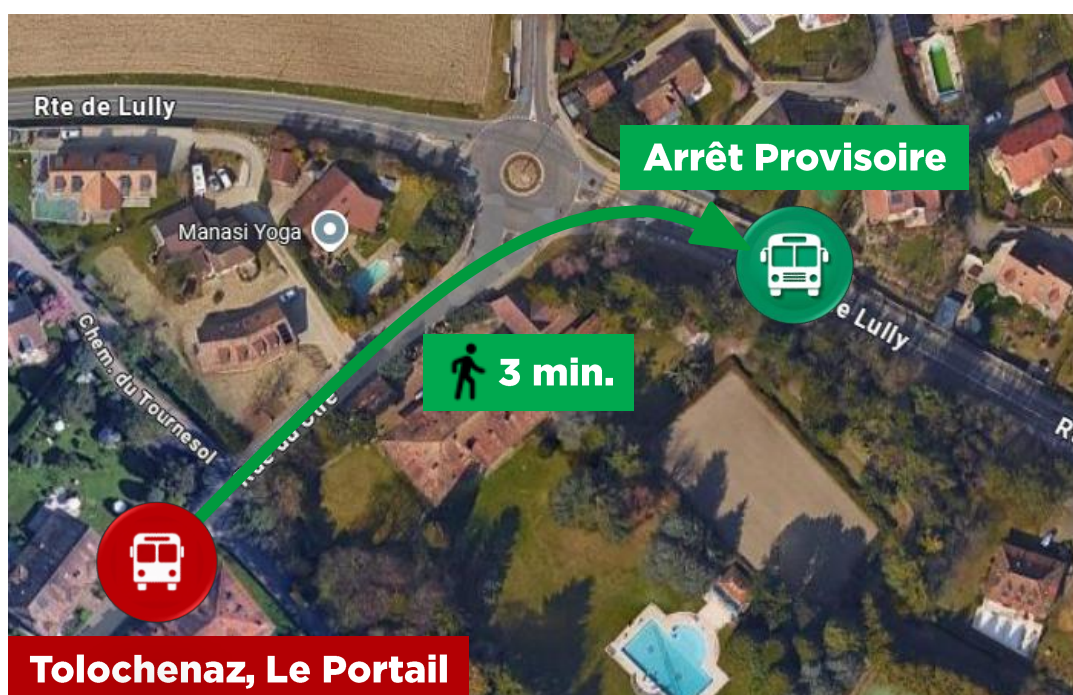 Rte de Lully
Arrêt Provisoire
Manasi Yoga
e Lully
3 min.
Chem. du Tournesol
Tolochenaz, Le Portail